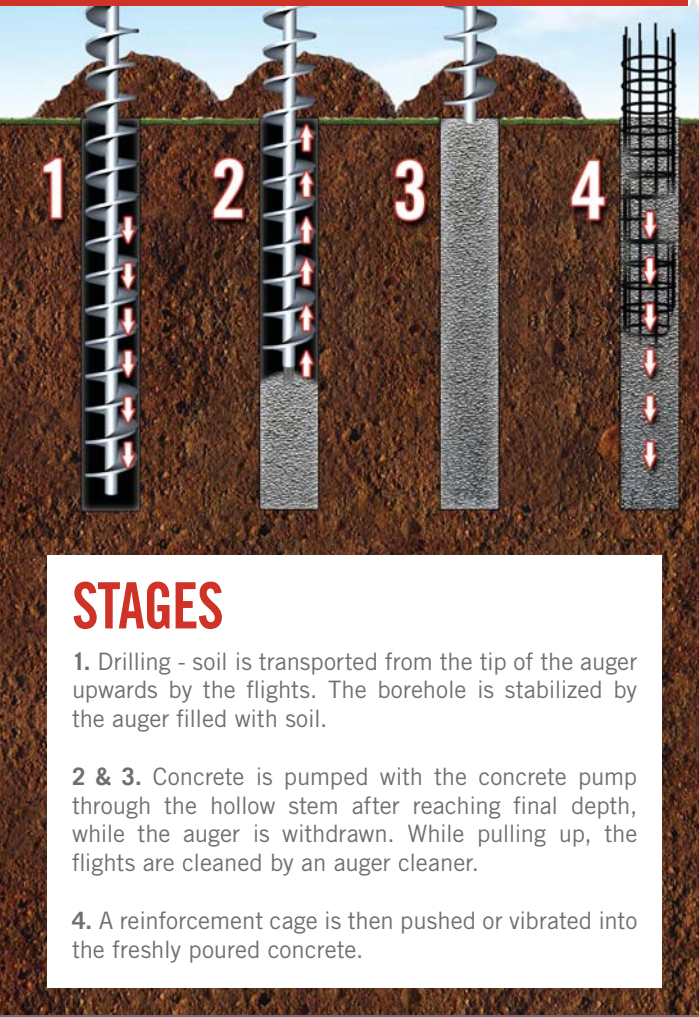 1
2
3
4
STAGES
1. Drilling - soil is transported from the tip of the auger
upwards by the flights. The borehole is stabilized by
the auger filled with soil.
2 & 3. Concrete is pumped with the concrete pump
through the hollow stem after reaching final depth,
while the auger is withdrawn. While pulling up, the
flights are cleaned by an auger cleaner.
4. A reinforcement cage is then pushed or vibrated into
the freshly poured concrete.